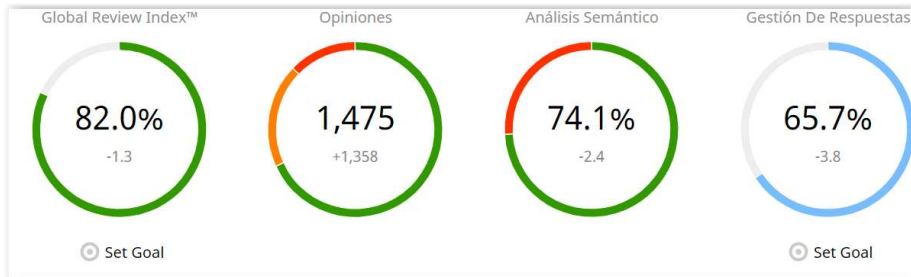 Global Review Index™
Opiniones
Análisis Semántico
Gestión De Respuestas
82.0%
1,475
74.1%
65.7%
-1.3
+1,358
-2.4
-3.8
Set Goal
Set Goal